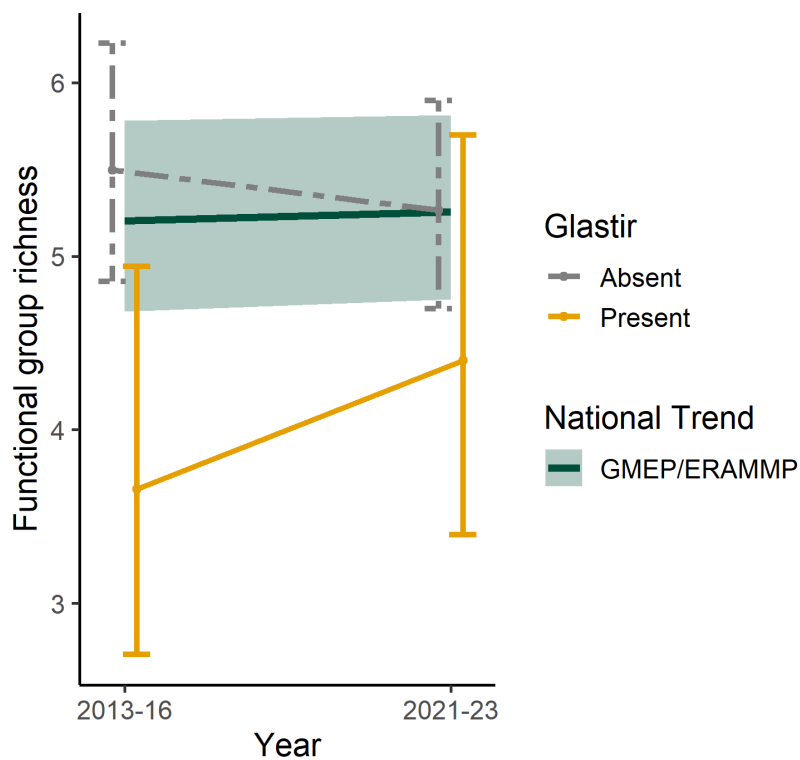 6
5
4
3
Functional group richness
2013-16
2021-23
Year
Glastir
Absent
Present
National Trend
GMEP/ERAMMP